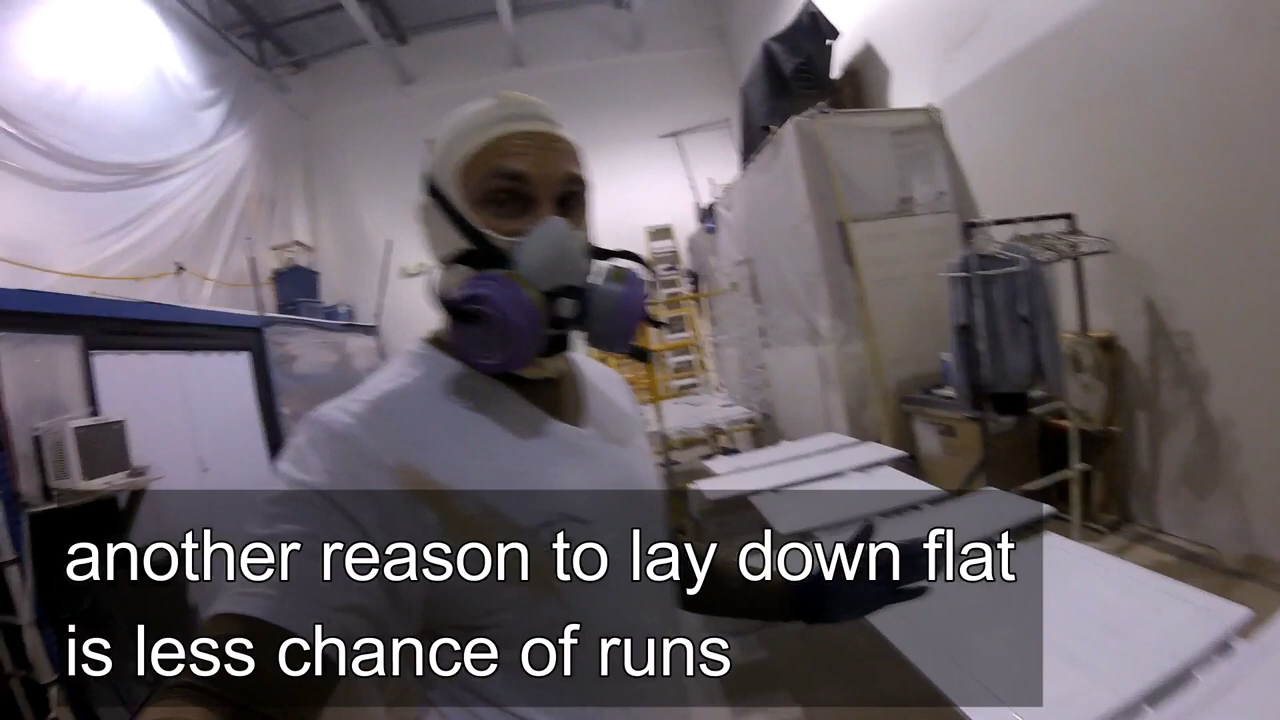 another reason to lay down flat
is less chance of runs